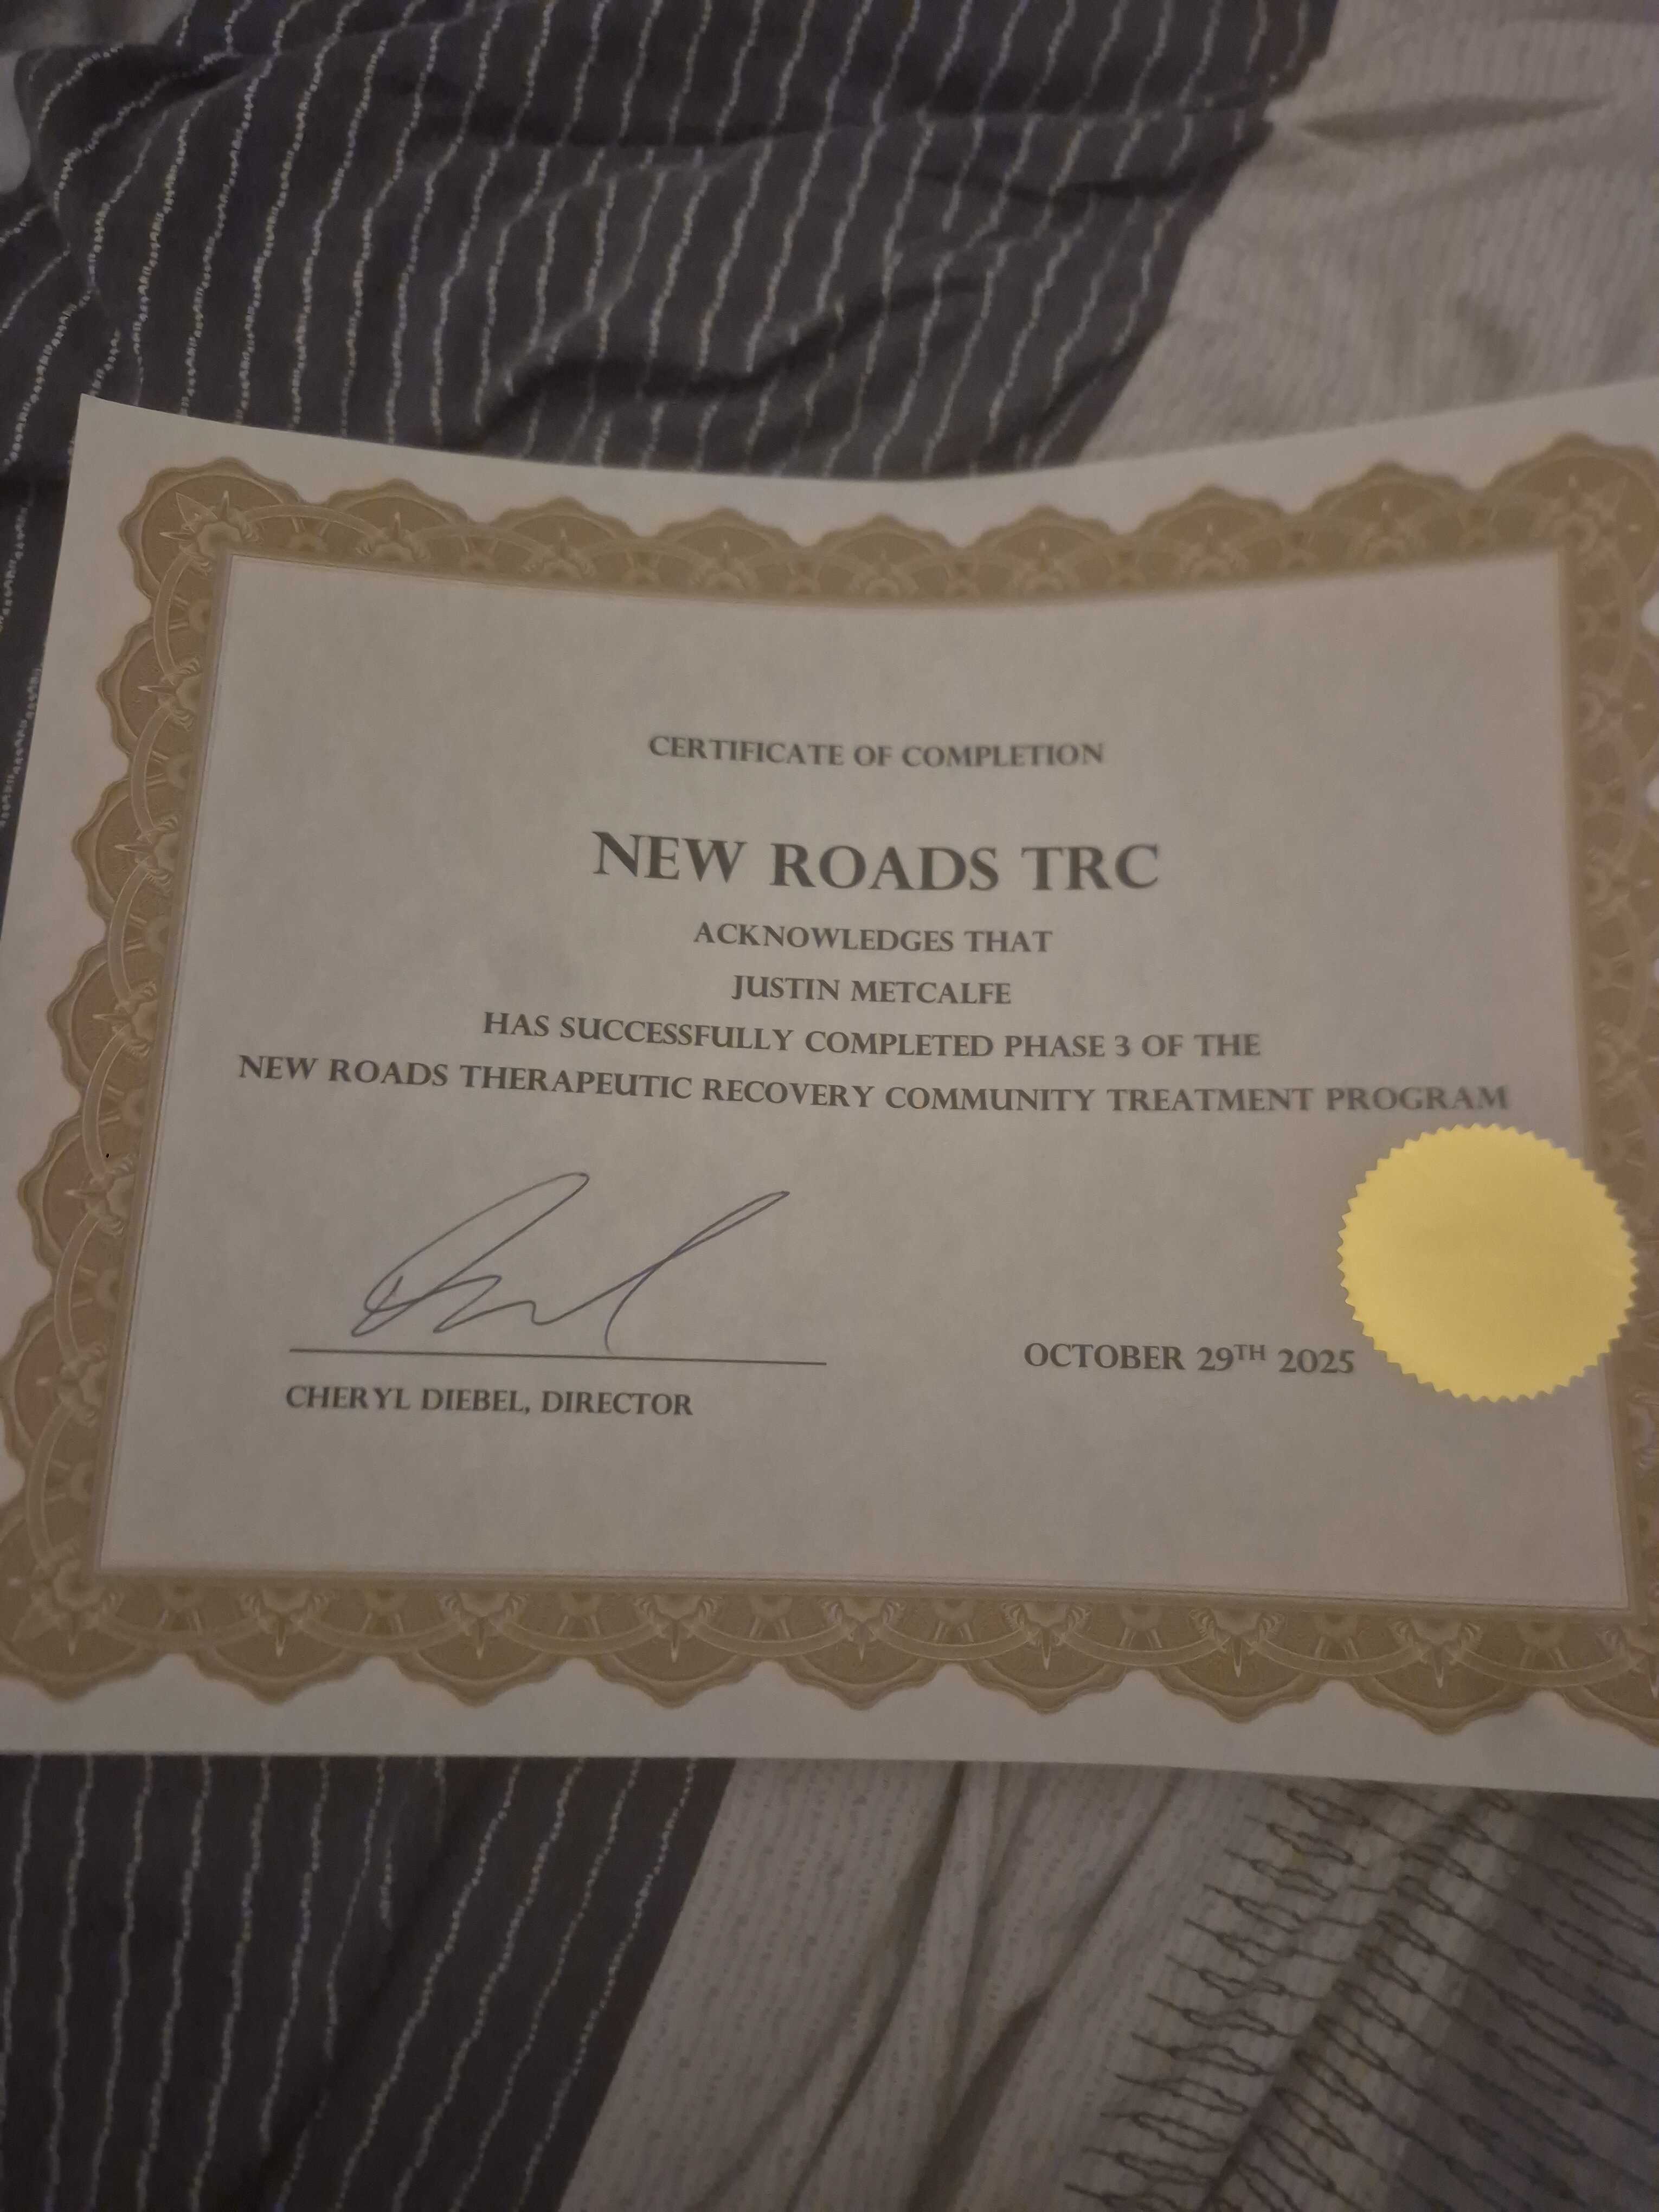 CERTIFICATE OF COMPLETION
NEW ROADS TRC
ACKNOWLEDGES THAT
JUSTIN METCALFE
HAS SUCCESSFULLY COMPLETED PHASE 3 OF THE
NEW ROADS THERAPEUTIC RECOVERY COMMUNITY TREATMENT PROGRAM
OCTOBER 29TH 2025
CHERYL DIEBEL, DIRECTOR